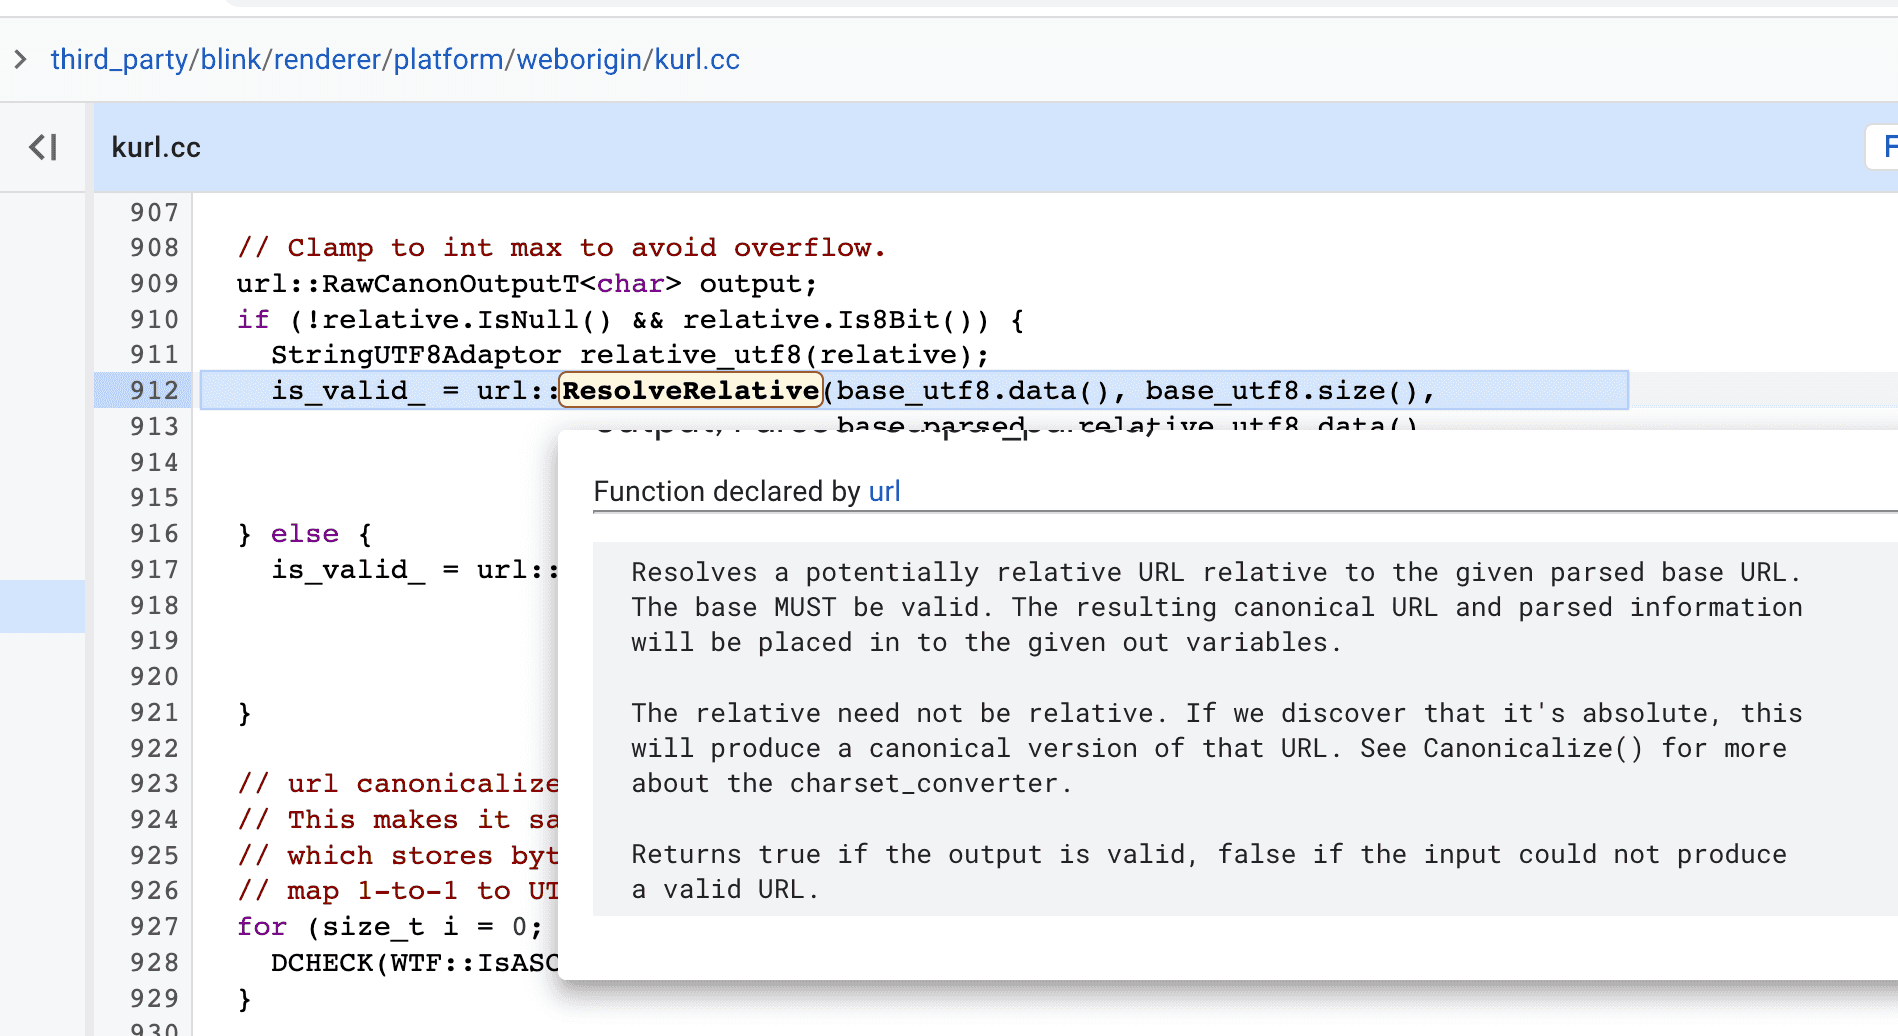 third_party/blink/renderer/platform/weborigin/kurl.cc
kurl.cc
F
907
908 // Clamp to int max to avoid overflow.
909 url::RawCanonOutputT<char> output;
910 if (!relative.IsNull() && relative.Is8Bit()) {
911 StringUTF8Adaptor relative_utf8(relative);
912 is_valid_ = url::ResolveRelative(base_utf8.data(), base_utf8.size(),
913 base.parsed_, relative_utf8.data(),
914
915
916 } else {
917 is_valid_ = url::
918
919
920
921 }
922
923 // url canonicalize
924 // This makes it sa
925 // which stores byt
926 // map 1-to-1 to UT
927 for (size_t i = 0;
928 DCHECK(WTF::IsASC
929 }
930
Function declared by url
Resolves a potentially relative URL relative to the given parsed base URL.
The base MUST be valid. The resulting canonical URL and parsed information
will be placed in to the given out variables.
The relative need not be relative. If we discover that it's absolute, this
will produce a canonical version of that URL. See Canonicalize() for more
about the charset_converter.
Returns true if the output is valid, false if the input could not produce
a valid URL.